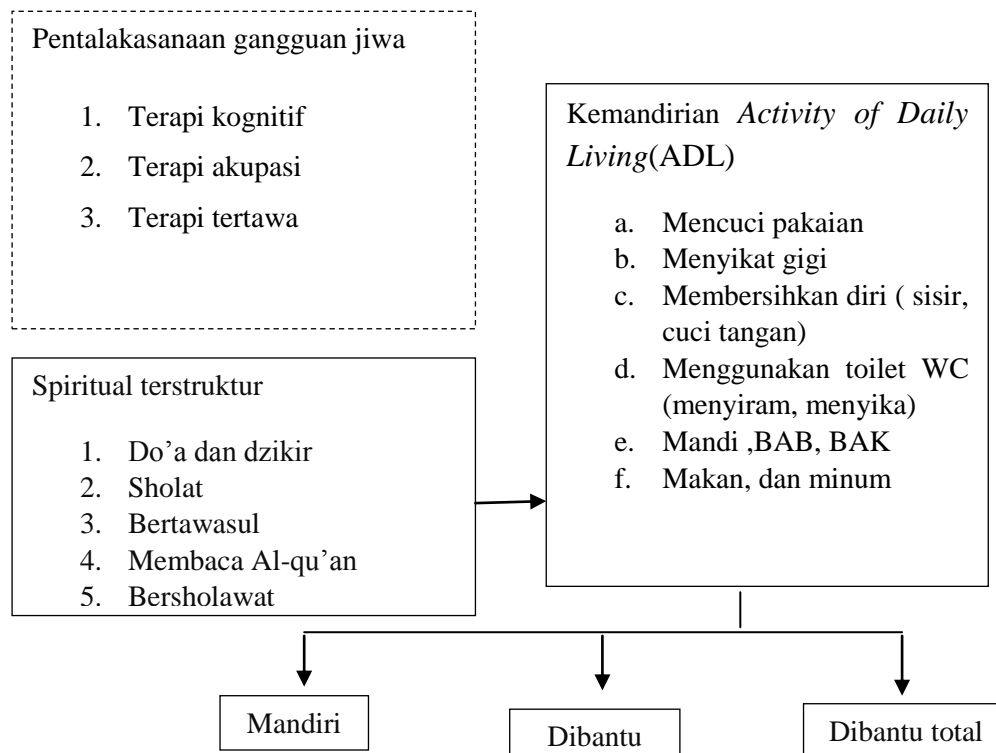 Pentalakasanaan gangguan jiwa
1. Terapi kognitif
2. Terapi akupasi
3. Terapi tertawa
Spiritual terstruktur
1. Do’a dan dzikir
2. Sholat
3. Bertawasul
4. Membaca Al-qu’an
5. Bersholawat
Kemandirian Activity of Daily
Living(ADL)
a. Mencuci pakaian
b. Menyikat gigi
c. Membersihkan diri ( sisir,
cuci tangan)
d. Menggunakan toilet WC
(menyiram, menyika)
e. Mandi ,BAB, BAK
f. Makan, dan minum
Mandiri
Dibantu
Dibantu total